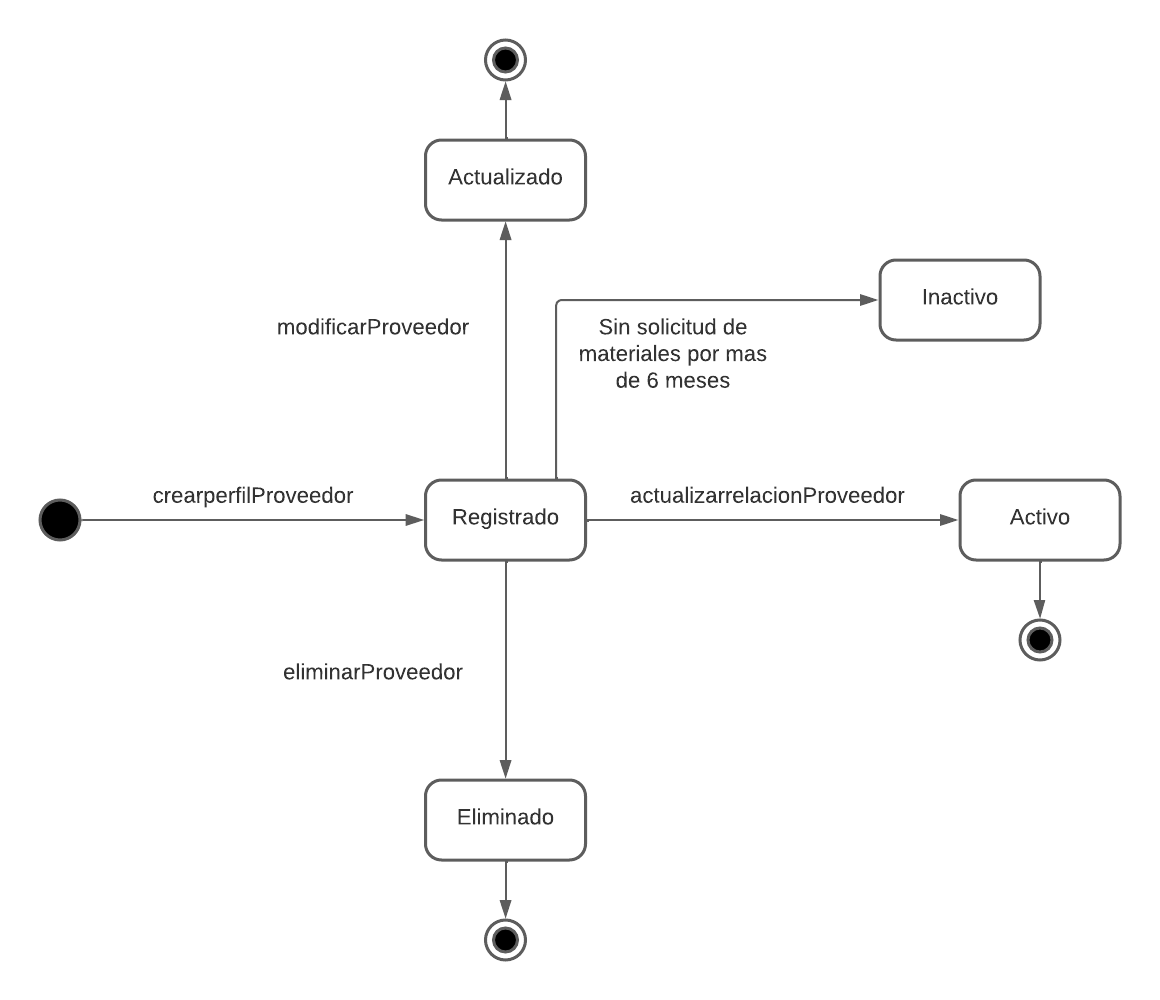 Actualizado
Inactivo
modificarProveedor
Sin solicitud de
materiales por mas
de 6 meses
crearperfilProveedor
Registrado
actualizarrelacionProveedor
Activo
eliminarProveedor
Eliminado